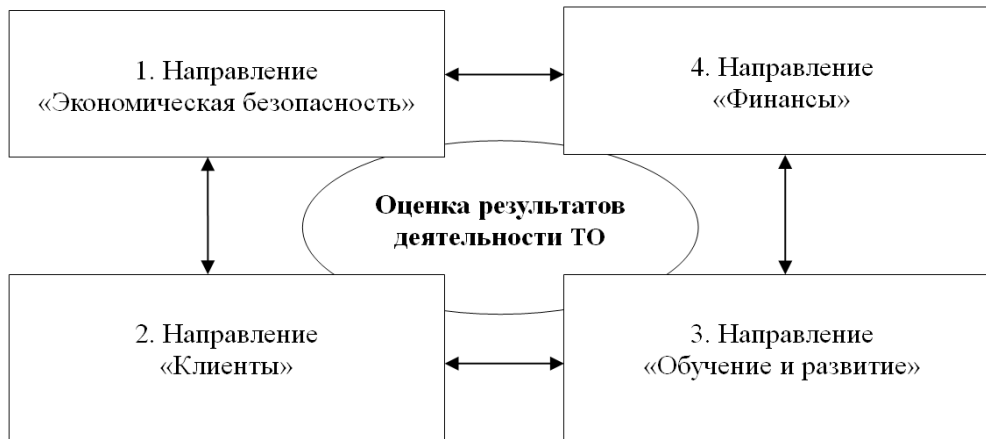 1. Направление
«Экономическая безопасность»
4. Направление
«Финансы»
Оценка результатов
деятельности ТО
2. Направление
«Клиенты»
3. Направление
«Обучение и развитие»